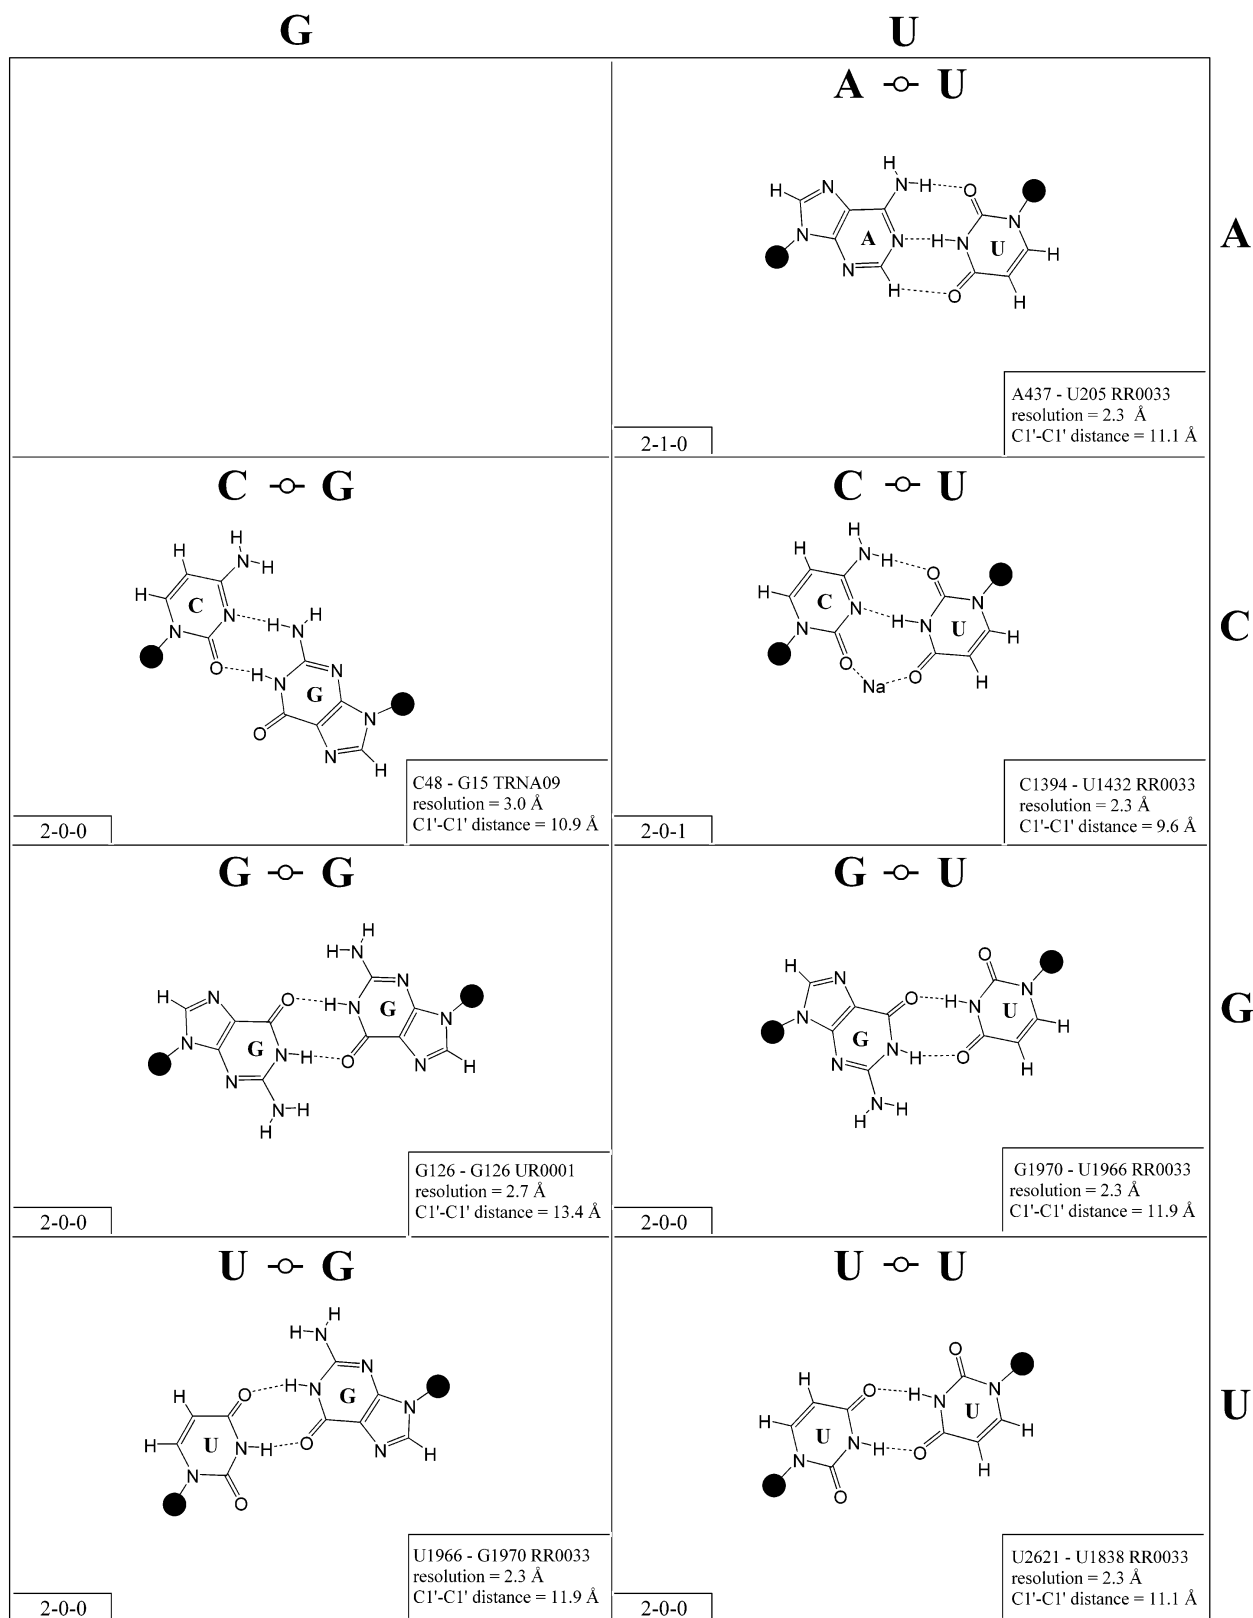 G
U
A U
A
H
H
N
H
O
H
N
N
A
N
H
N
N
U
H
N
H
O
H
A437 - U205 RR0033
resolution = 2.3 Å
C1'-C1' distance = 11.1 Å
2-1-0
C G
H
H
N
H
H
C
N
N
O
H
H
N
H
N
N
G
O
N
N
H
C48 - G15 TRNA09
resolution = 3.0 Å
C1'-C1' distance = 10.9 Å
2-0-0
C U
C
H
H
N
H
O
H
C
N
N
H
N
N
U
H
O
Na
O
H
C1394 - U1432 RR0033
resolution = 2.3 Å
C1'-C1' distance = 9.6 Å
2-0-1
G G
H
H
N
H
N
O
H
N
N
G
N
N
G
N
H
O
N
N
H
N
H
H
G126 - G126 UR0001
resolution = 2.7 Å
C1'-C1' distance = 13.4 Å
2-0-0
G U
G
O
H
N
O
H
N
N
N
G
N
H
U
H
O
N
H
N
H
H
G1970 - U1966 RR0033
resolution = 2.3 Å
C1'-C1' distance = 11.9 Å
2-0-0
U G
H
H
N
N
H
O
H
N
G
N
H
U
N
H
O
N
H
N
O
U1966 - G1970 RR0033
resolution = 2.3 Å
C1'-C1' distance = 11.9 Å
2-0-0
U U
U
O
H
O
H
N
N
H
U
N
H
U
H
O
N
H
O
U2621 - U1838 RR0033
resolution = 2.3 Å
C1'-C1' distance = 11.1 Å
2-0-0